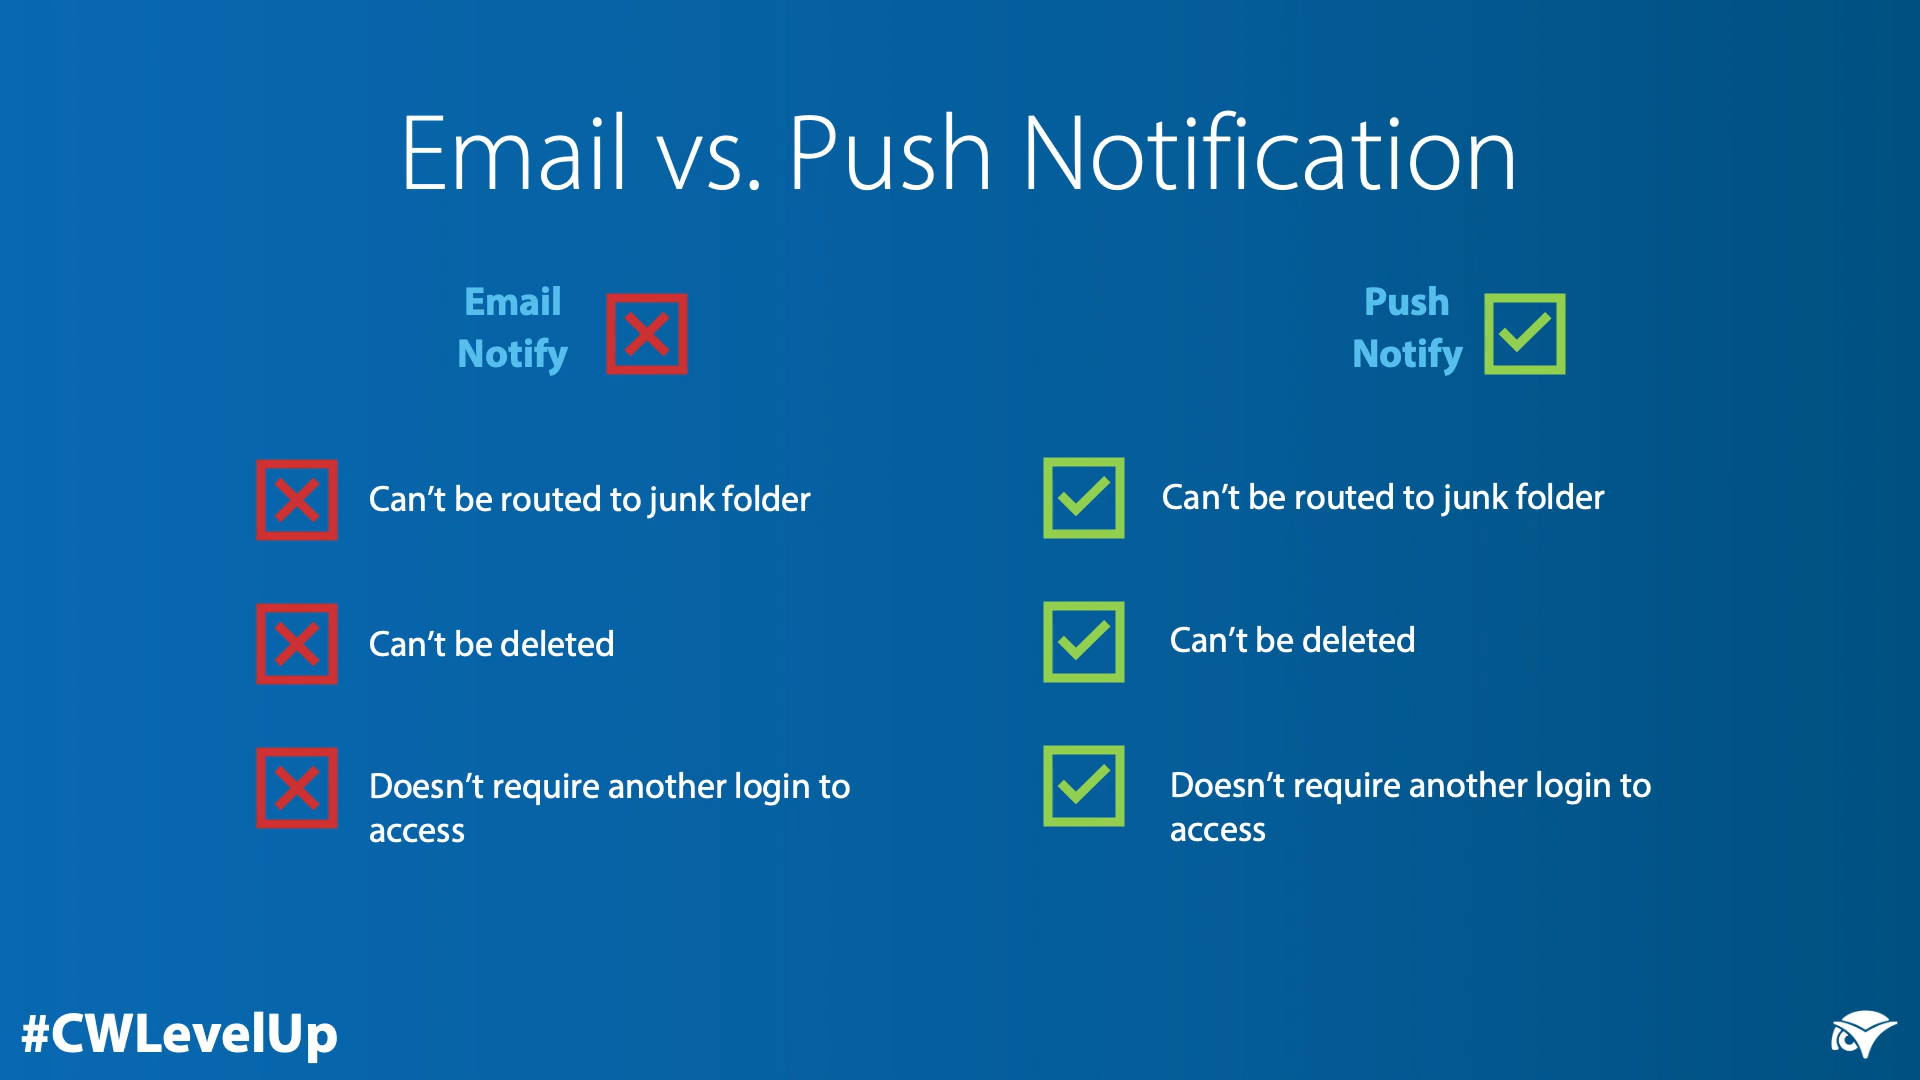 Email vs. Push Notification
Email
Notify
Push
Notify
Can't be routed to junk folder
Can't be deleted
Doesn't require another login to
access
Can't be routed to junk folder
Can't be deleted
Doesn't require another login to
access
#CWLevelUp